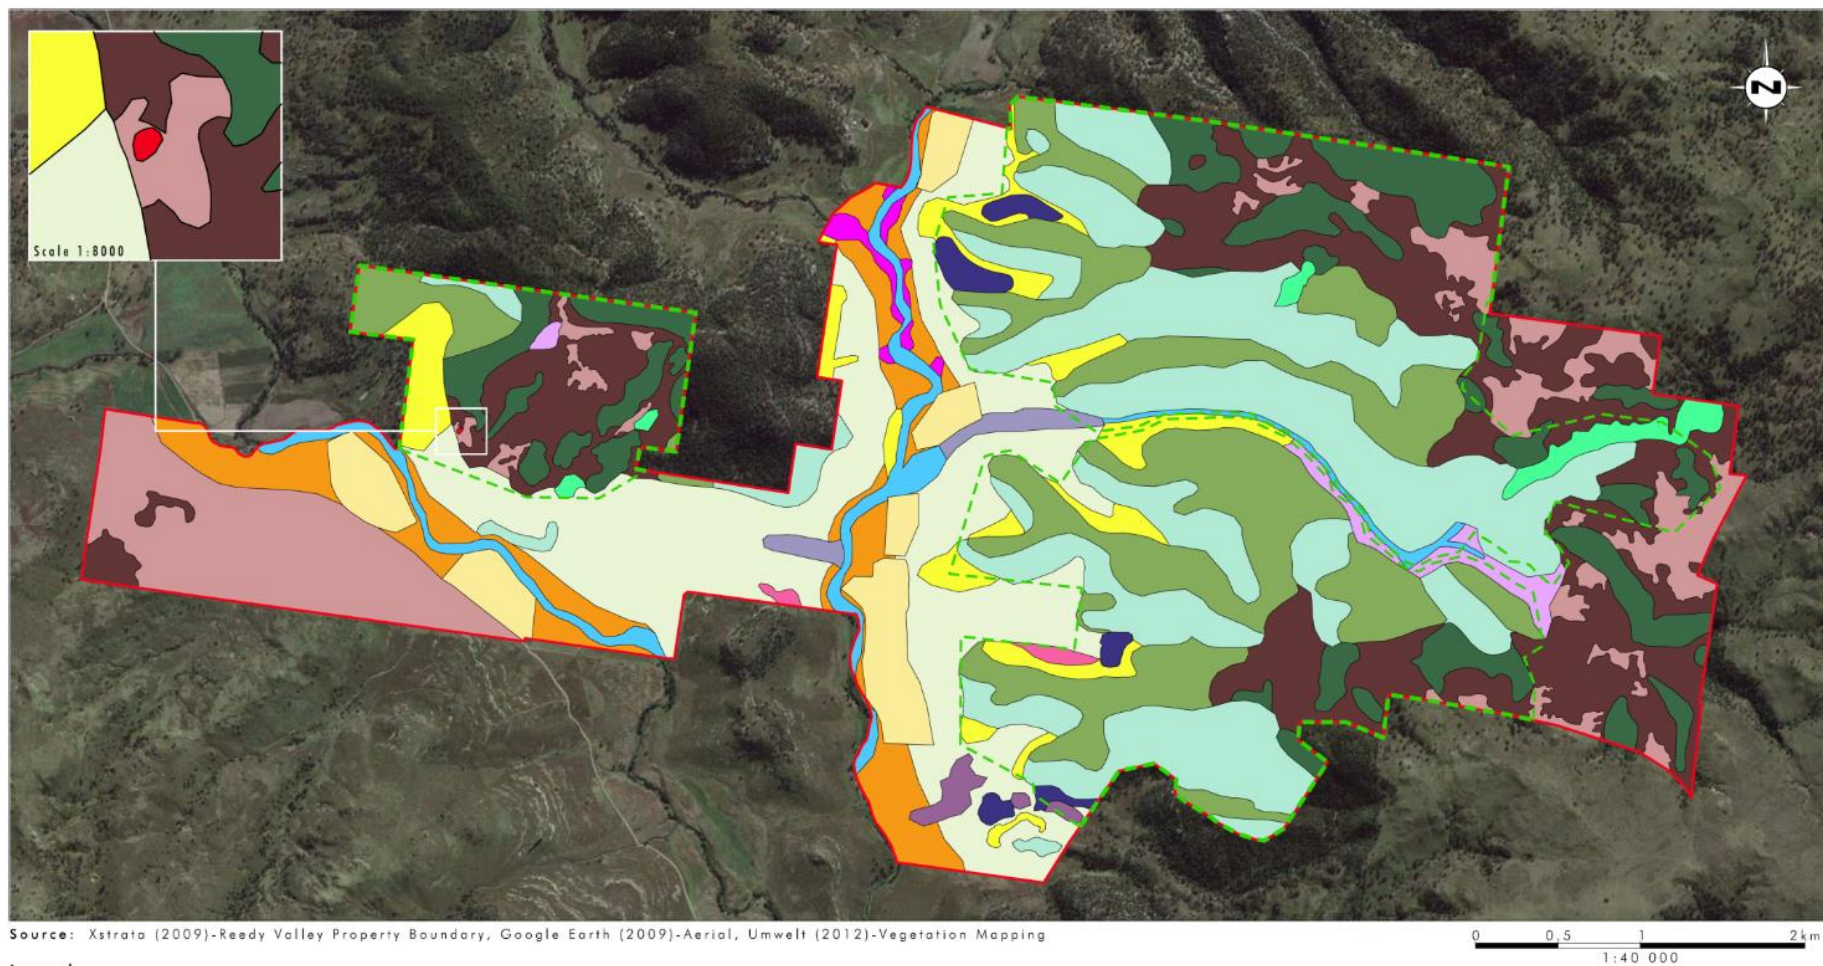 Scale 1:8000
N
Source: Xstrata (2009)-Reedy Valley Property Boundary, Google Earth (2009)-Aerial, Umwelt (2012)-Vegetation Mapping
0 0.5 1 2km
1:40 000